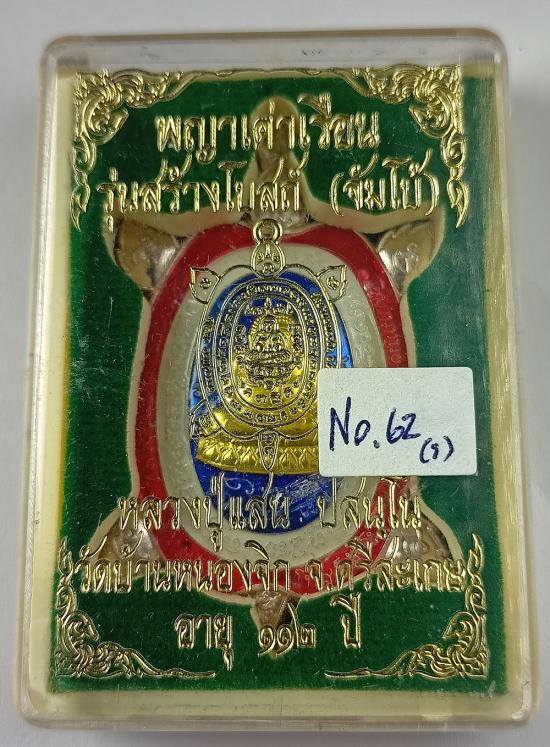 พญาเต่าเรือน
รุ่นสร้างโบสถ์ (จัมโบ้)
No.62
หลวงปู่แสน ปสนฺโน
วัดบ้านหนองจิก จ.ศรีสะเกษ
อายุ ๑๑๒ ปี